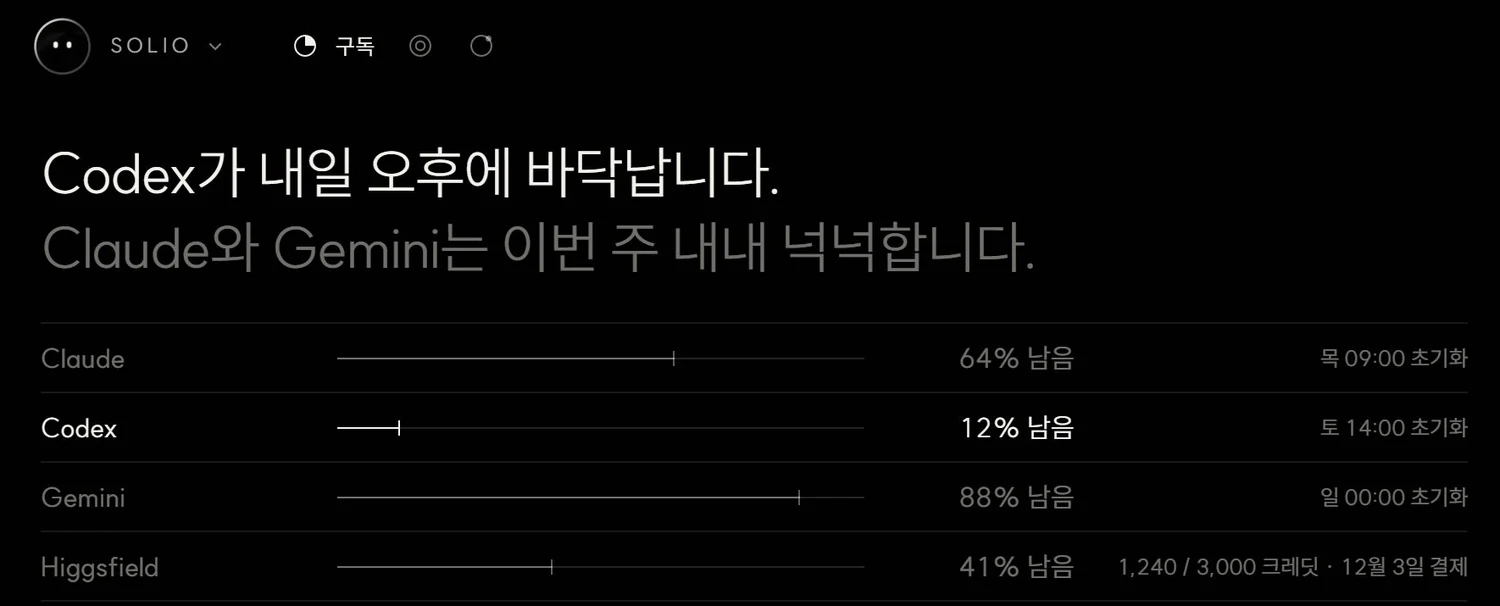 SOLIO 구독
Codex가 내일 오후에 바닥납니다.
Claude와 Gemini는 이번 주 내내 넉넉합니다.
Claude 64% 남음 목 09:00 초기화
Codex 12% 남음 토 14:00 초기화
Gemini 88% 남음 일 00:00 초기화
Higgsfield 41% 남음 1,240 / 3,000 크레딧 · 12월 3일 결제